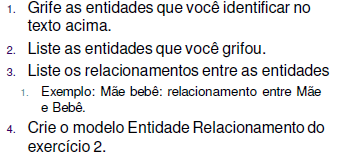 1. Grife as entidades que você identificar no
texto acima.
2. Liste as entidades que você grifou.
3. Liste os relacionamentos entre as entidades
1. Exemplo: Mãe bebê: relacionamento entre Mãe
e Bebê.
4. Crie o modelo Entidade Relacionamento do
exercício 2.